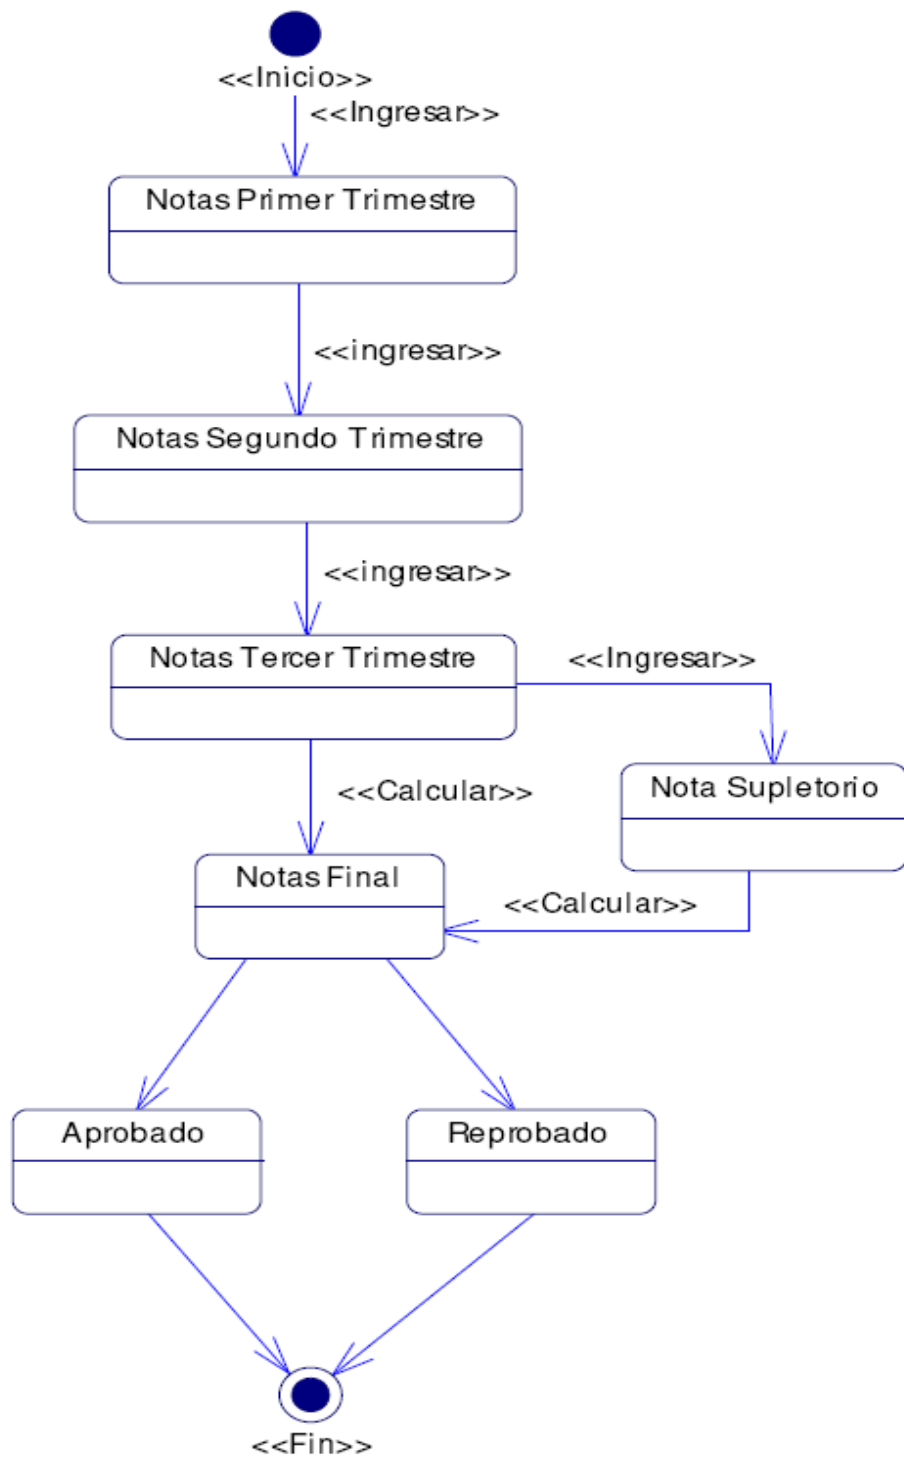 <<Inicio>>
<<Ingresar>>
Notas Primer Trimestre
<<ingresar>>
Notas Segundo Trimestre
<<ingresar>>
Notas Tercer Trimestre
<<Ingresar>>
Nota Supletorio
<<Calcular>>
Notas Final
<<Calcular>>
Aprobado
Reprobado
<<Fin>>